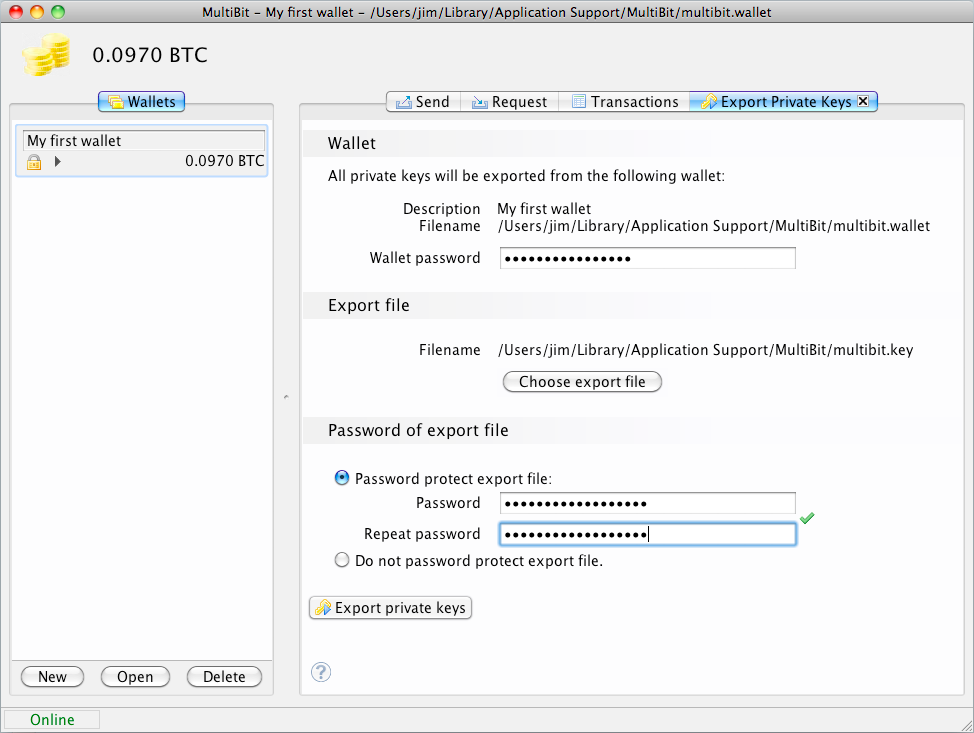 MultiBit – My first wallet – /Users/jim/Library/Application Support/MultiBit/multibit.wallet
0.0970 BTC
Wallets
Send Request Transactions Export Private Keys
My first wallet
0.0970 BTC
Wallet
All private keys will be exported from the following wallet:
Description My first wallet
Filename /Users/jim/Library/Application Support/MultiBit/multibit.wallet
Wallet password ••••••••••••••••
Export file
Filename /Users/jim/Library/Application Support/MultiBit/multibit.key
Choose export file
Password of export file
Password protect export file:
Password ••••••••••••••••••
Repeat password ••••••••••••••••••
Do not password protect export file.
Export private keys
?
New Open Delete
Online